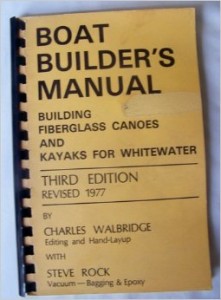 BOAT
BUILDER'S
MANUAL
BUILDING
FIBERGLASS CANOES
AND
KAYAKS FOR WHITEWATER
THIRD EDITION
REVISED 1977
BY
CHARLES WALBRIDGE
Editing and Hand-Layup
WITH
STEVE ROCK
Vacuum — Bagging & Epoxy